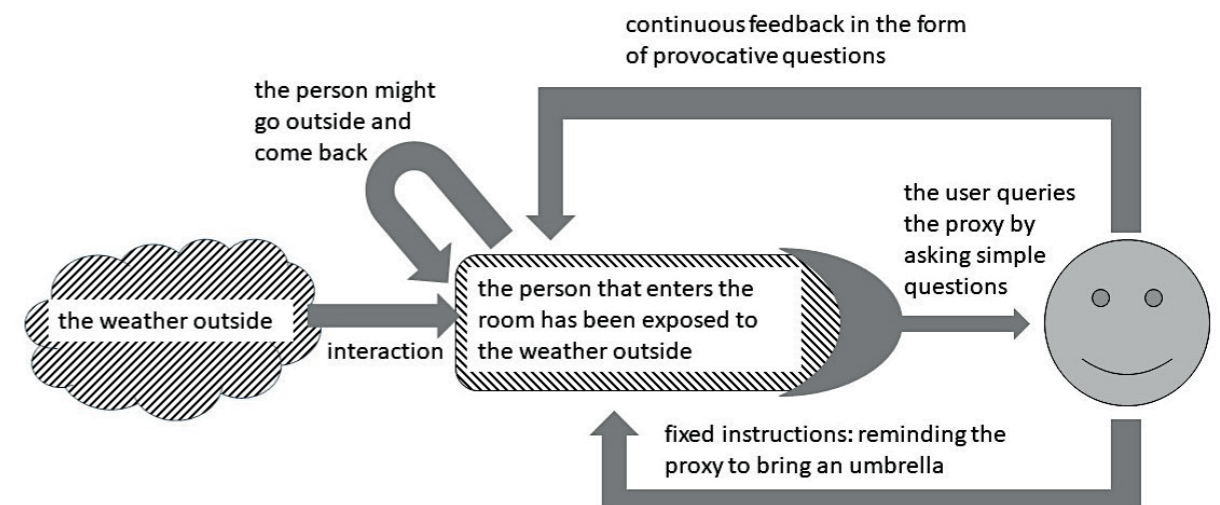 continuous feedback in the form
of provocative questions
the person might
go outside and
come back
the user queries
the proxy by
asking simple
questions
the weather outside
interaction
the person that enters the
room has been exposed to
the weather outside
fixed instructions: reminding the
proxy to bring an umbrella